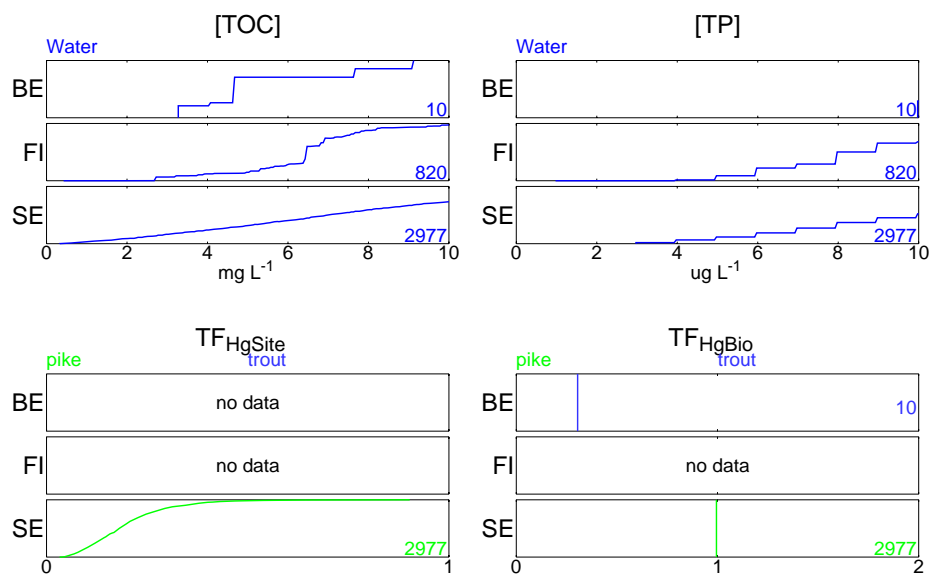 [TOC]
Water
BE
10
FI
820
SE
2977
0 2 4 6 8 10
mg L-1
[TP]
Water
BE
10
FI
820
SE
2977
0 2 4 6 8 10
ug L-1
TFHgSite
pike trout
BE
no data
FI
no data
SE
2977
0 1
TFHgBio
pike trout
BE
10
FI
no data
SE
2977
0 1 2